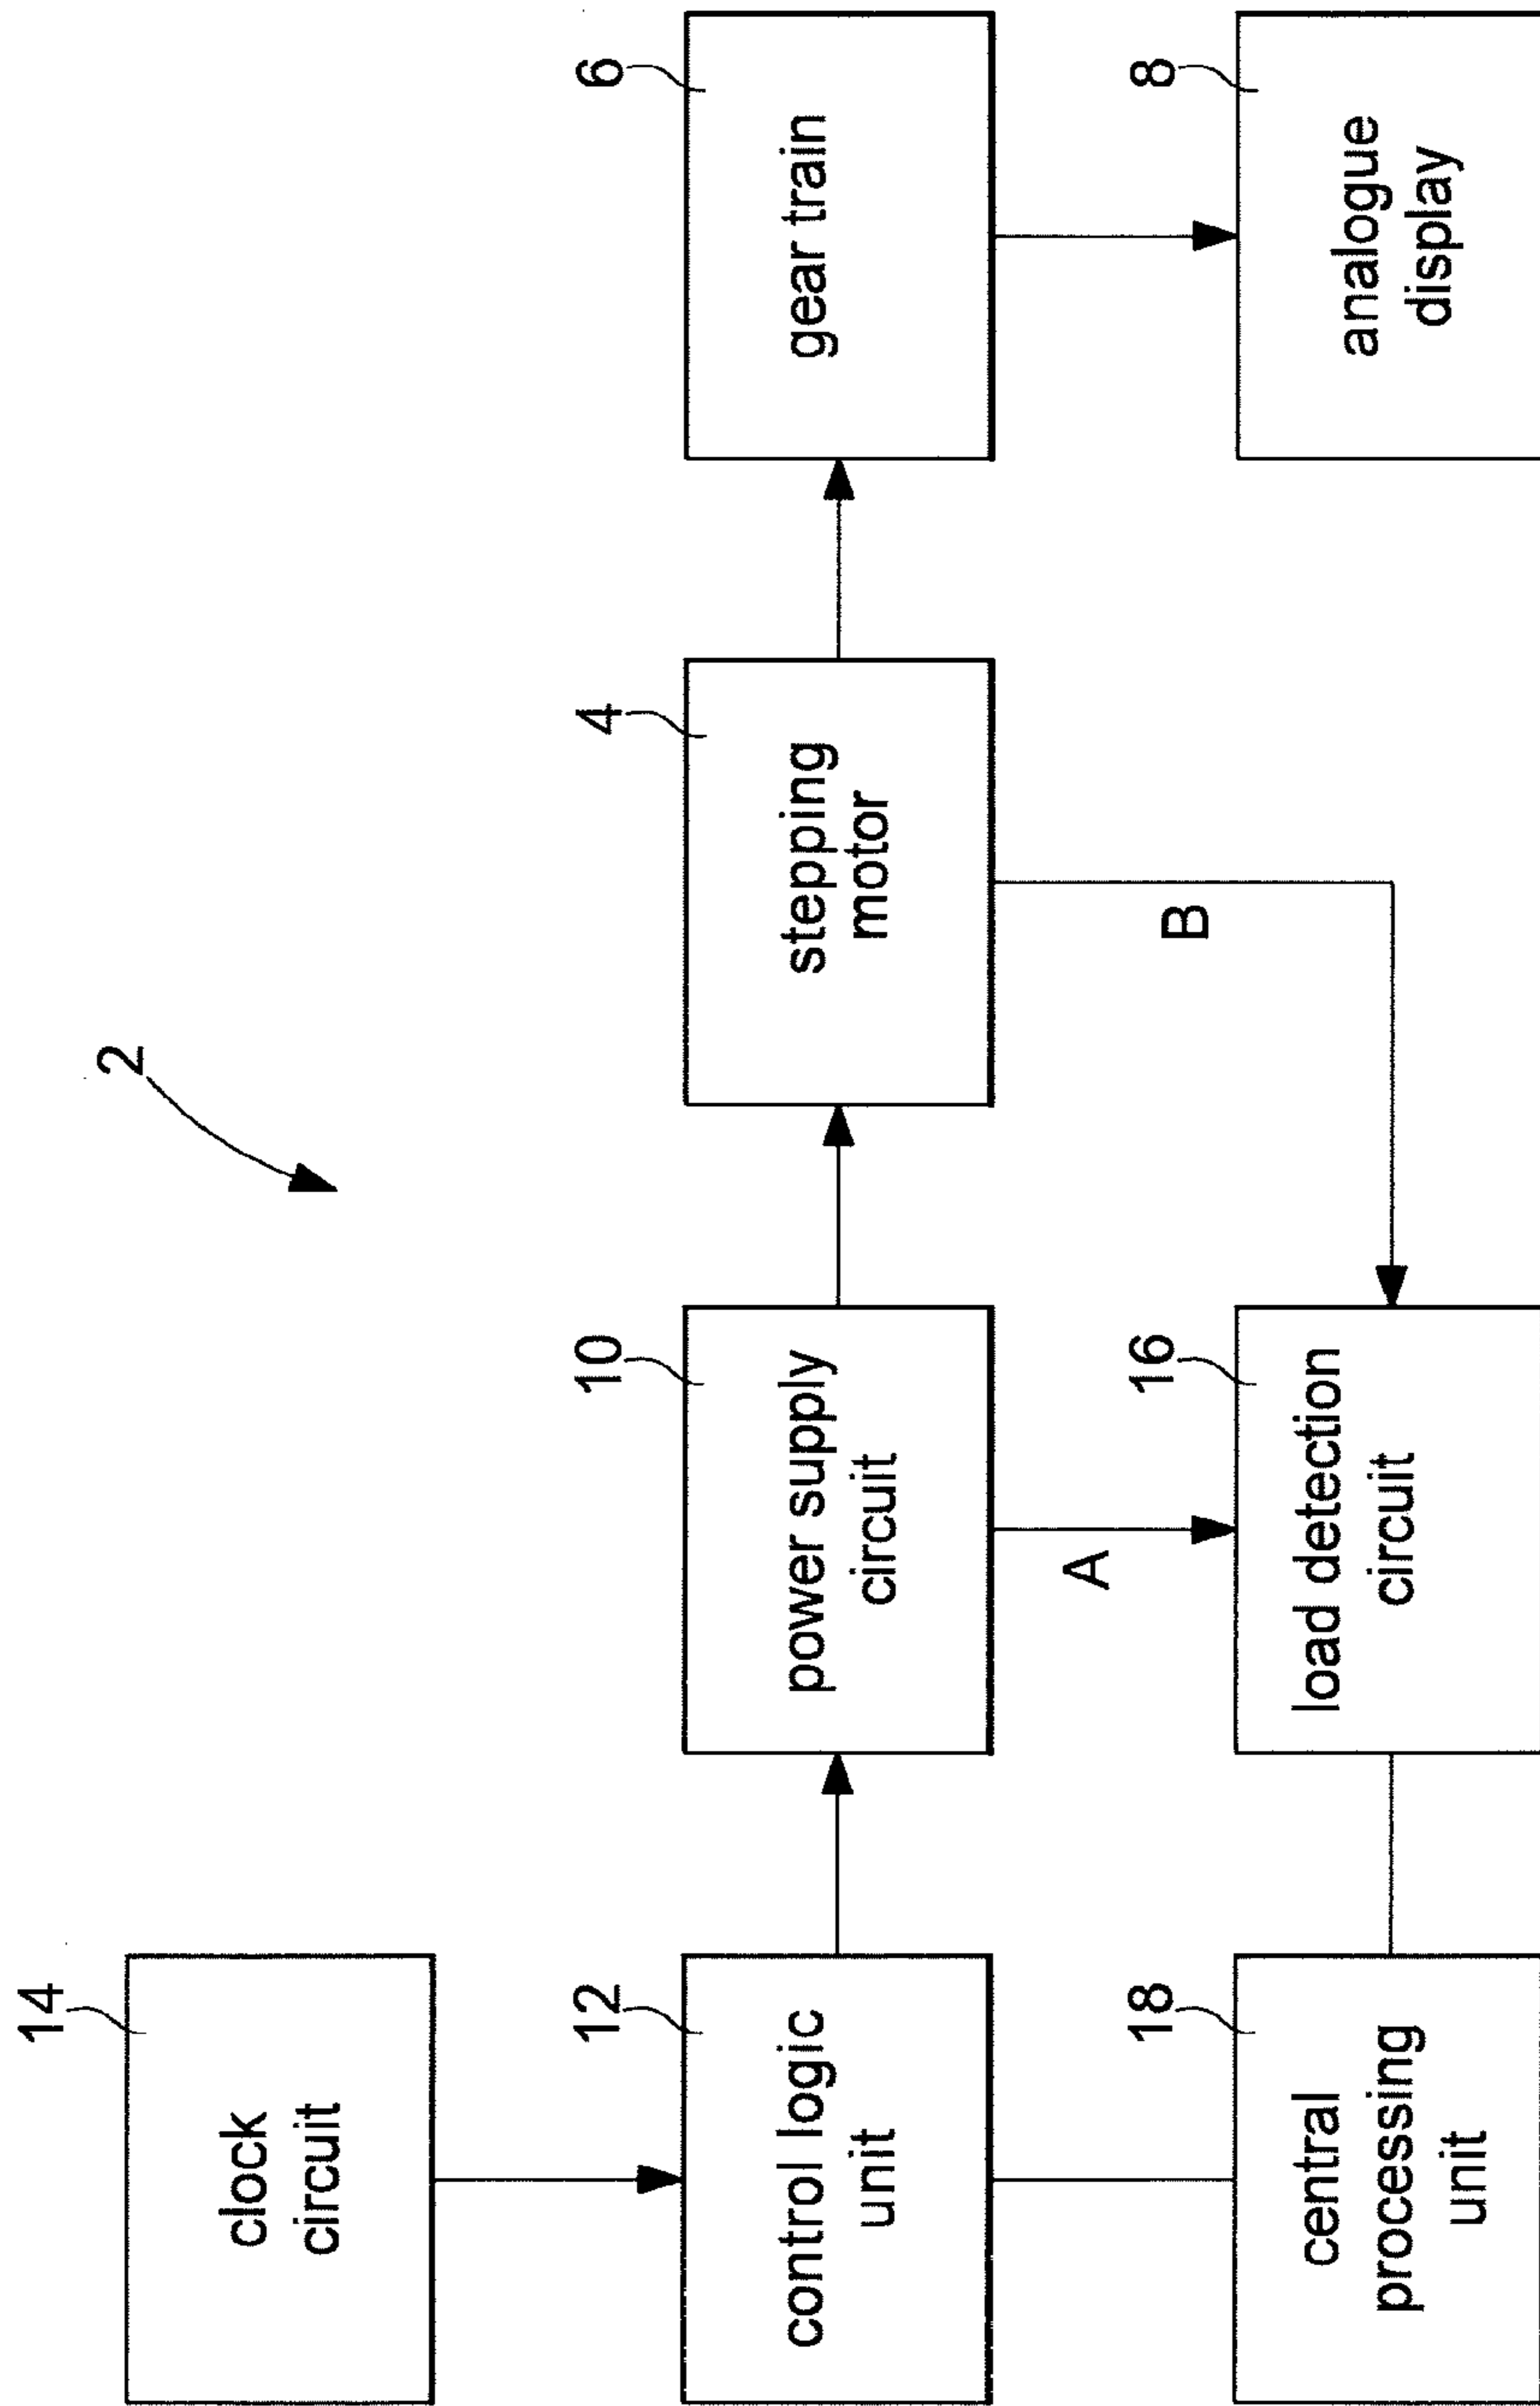 2
14
clock
circuit
12
control logic
unit
10
power supply
circuit
4
stepping
motor
6
gear train
A
B
18
central
processing
unit
16
load detection
circuit
8
analogue
display